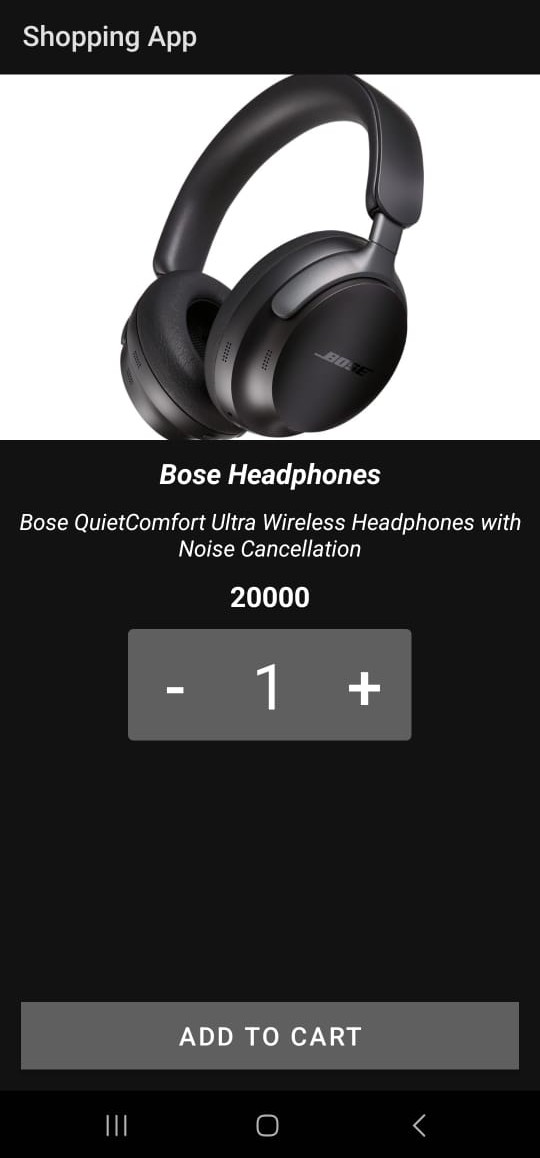 Shopping App
BOSE
Bose Headphones
Bose QuietComfort Ultra Wireless Headphones with
Noise Cancellation
20000
- 1 +
ADD TO CART